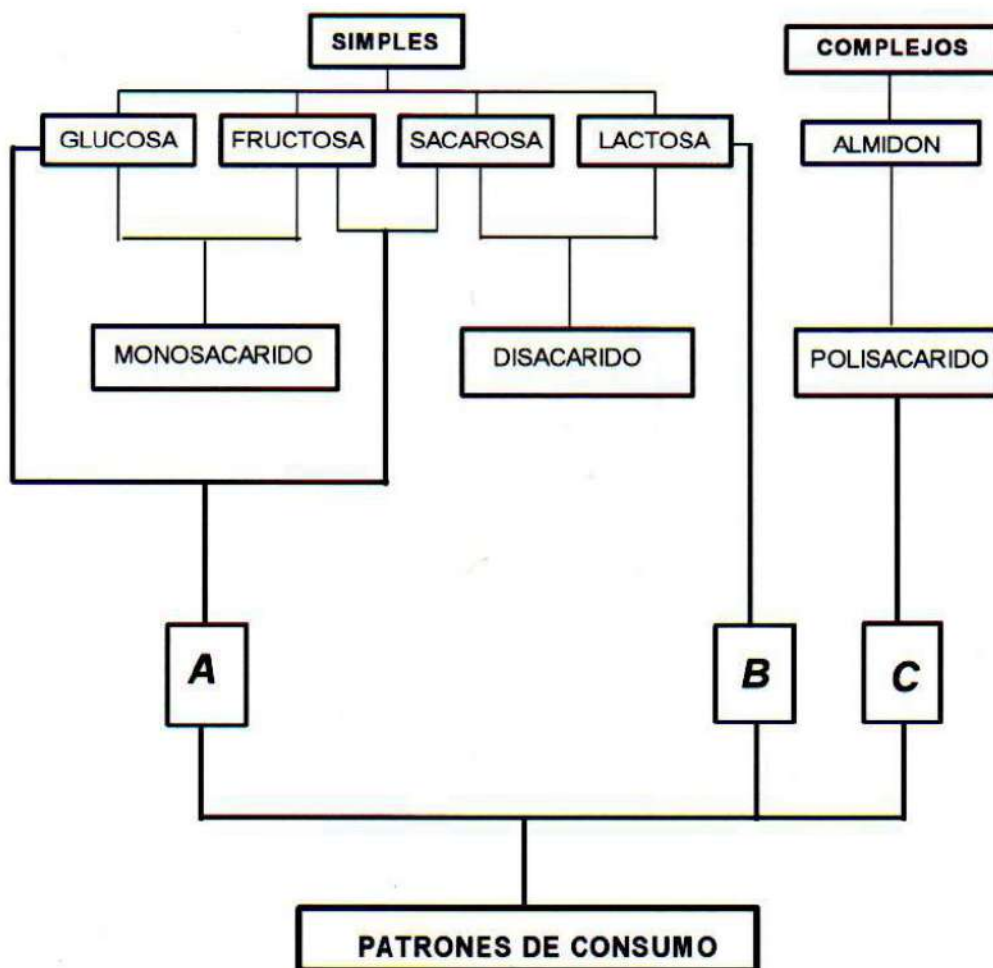 SIMPLES
COMPLEJOS
GLUCOSA
FRUCTOSA
SACAROSA
LACTOSA
ALMIDON
MONOSACARIDO
DISACARIDO
POLISACARIDO
A
B
C
PATRONES DE CONSUMO